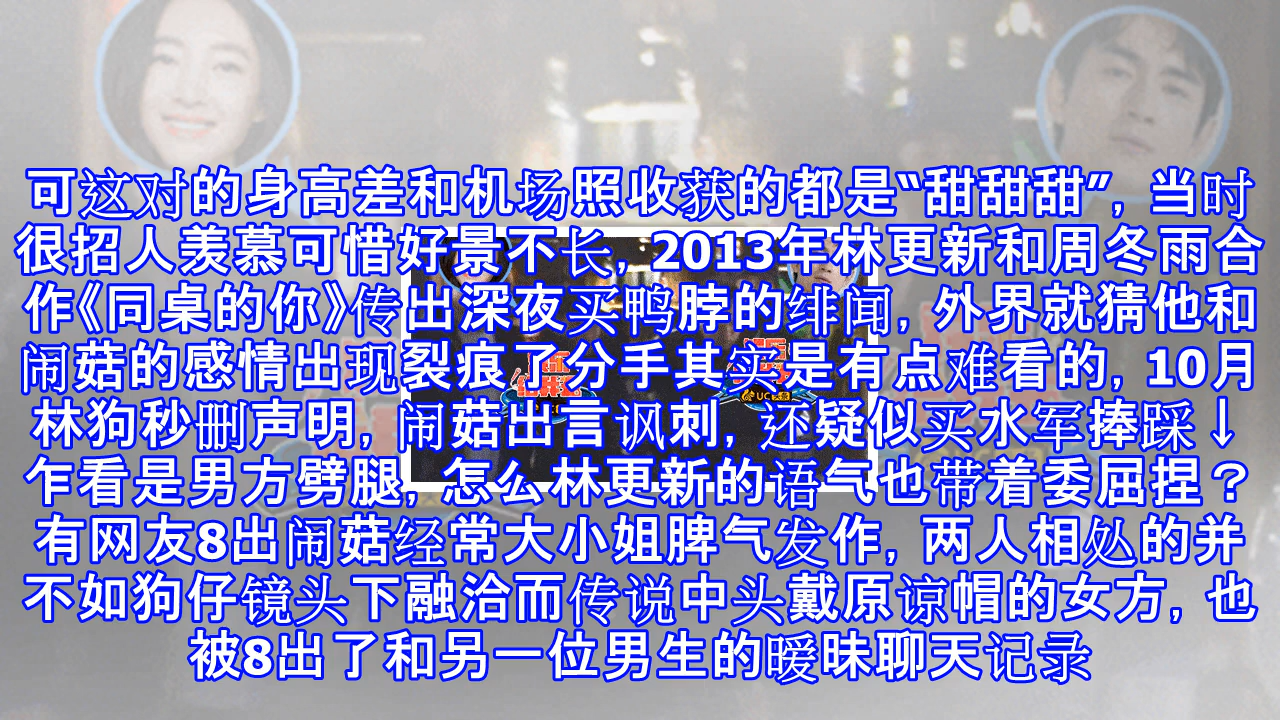 可这对的身高差和机场照收获的都是“甜甜甜”, 当时
很招人羡慕可惜好景不长, 2013年林更新和周冬雨合
作《同桌的你》传出深夜买鸭脖的绯闻, 外界就猜他和
闹菇的感情出现裂痕了分手其实是有点难看的, 10月
林狗秒删声明, 闹菇出言讽刺, 还疑似买水军捧踩↓
乍看是男方劈腿, 怎么林更新的语气也带着委屈捏？
有网友8出闹菇经常大小姐脾气发作, 两人相处的并
不如狗仔镜头下融洽而传说中头戴原谅帽的女方, 也
被8出了和另一位男生的暧昧聊天记录
UC头条